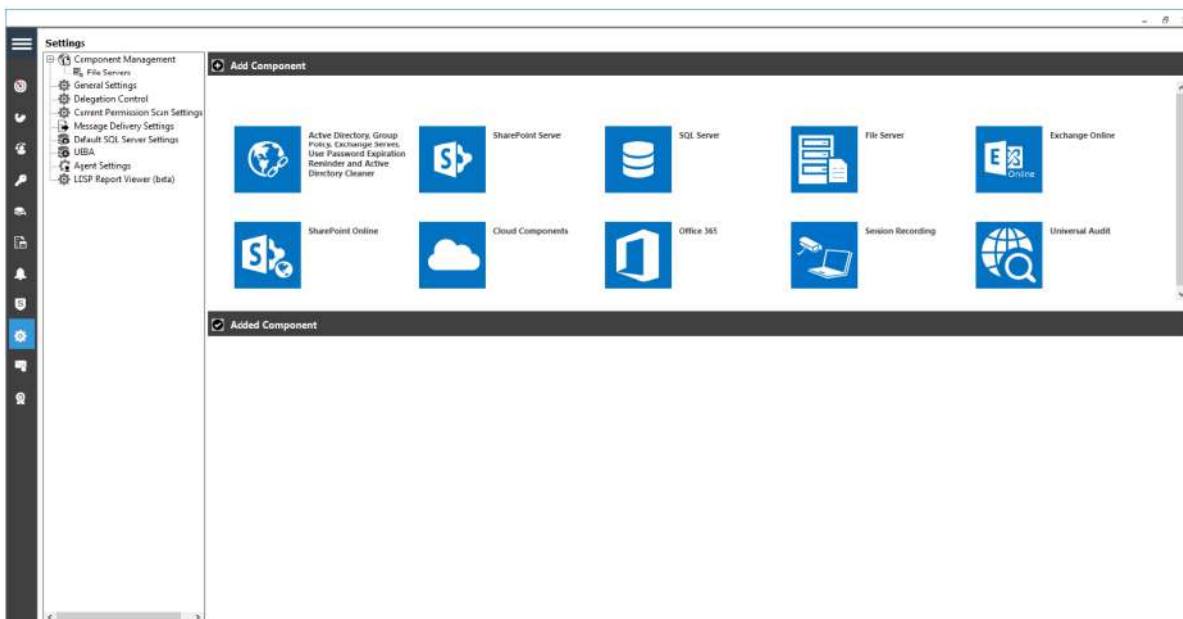 Settings
Component Management
File Servers
General Settings
Delegation Control
Current Permission Scan Settings
Message Delivery Settings
Default SQL Server Settings
UEBA
Agent Settings
LDSP Report Viewer (beta)
Add Component
Active Directory, Group
Policy, Exchange Server,
User Password Expiration
Reminder and Active
Directory Cleaner
SharePoint Server
SQL Server
File Server
Exchange Online
Online
SharePoint Online
Cloud Components
Office 365
Session Recording
Universal Audit
Added Component